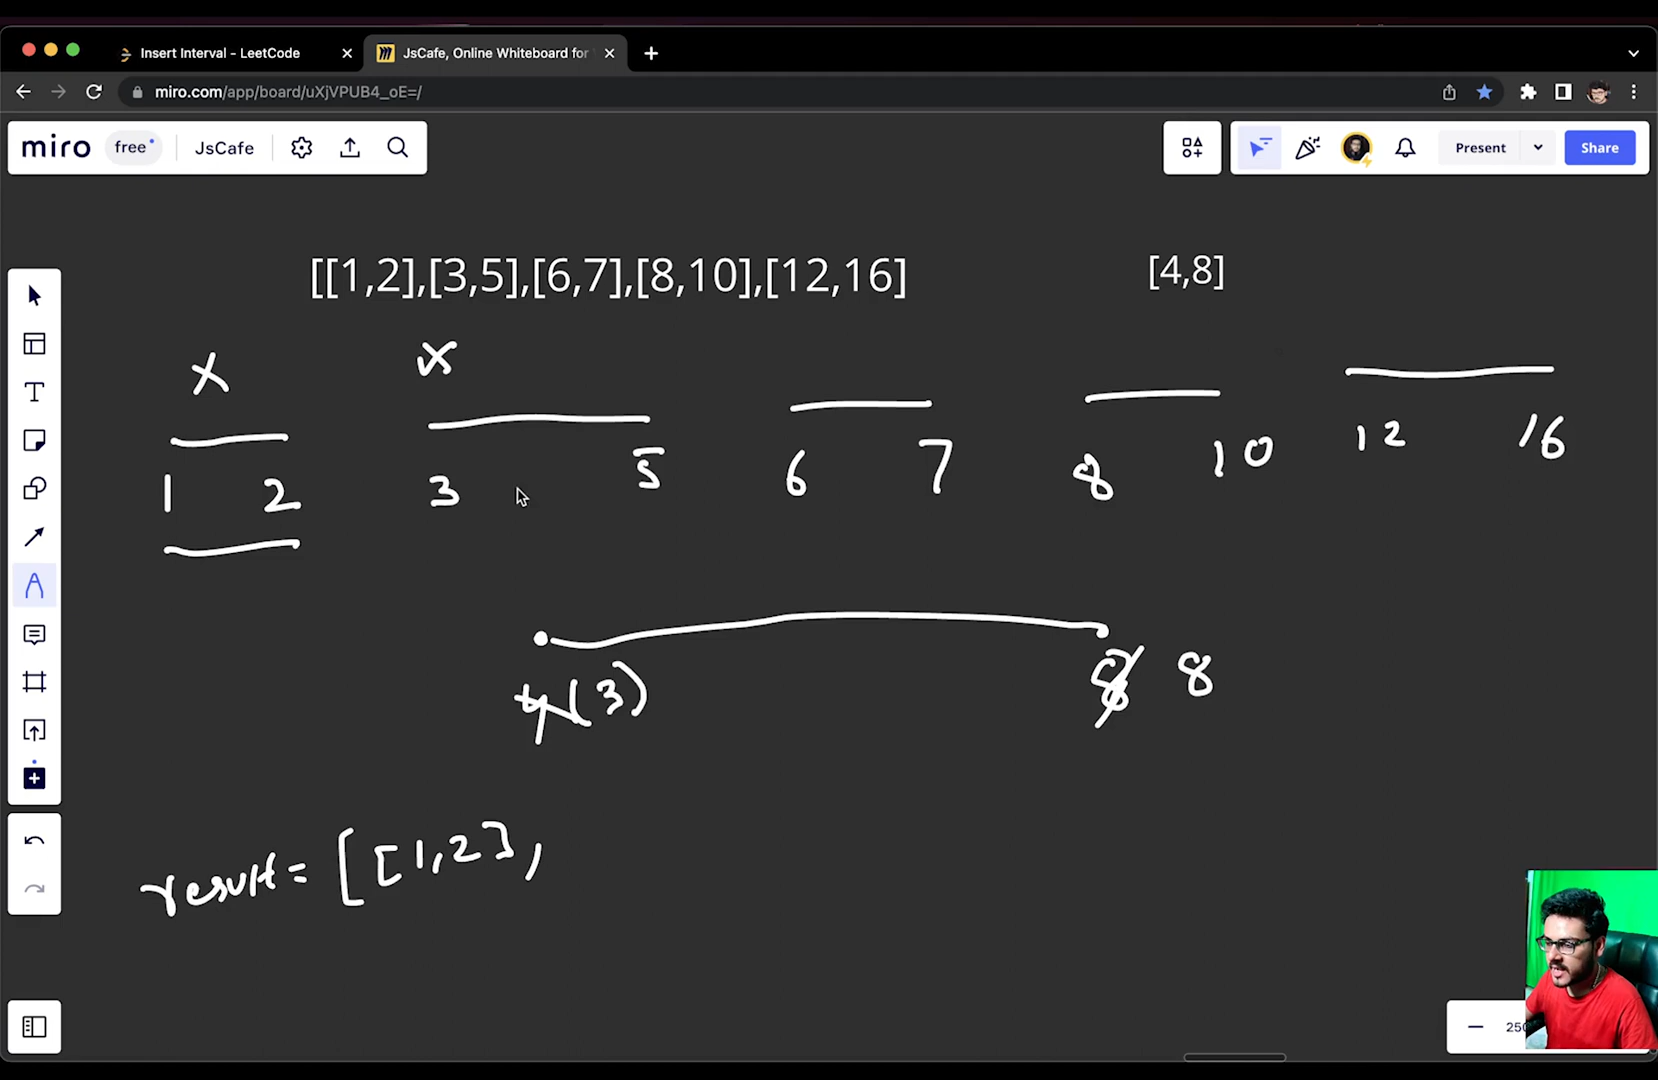 Insert Interval - LeetCode
JsCafe, Online Whiteboard for
miro.com/app/board/uXjVPUB4_oE=/
miro free JsCafe
Present Share
[[1,2],[3,5],[6,7],[8,10],[12,16] [4,8]
x x
1 2 3 5 6 7 8 10 12 16
4 (3) 8 8
result = [ [1,2],